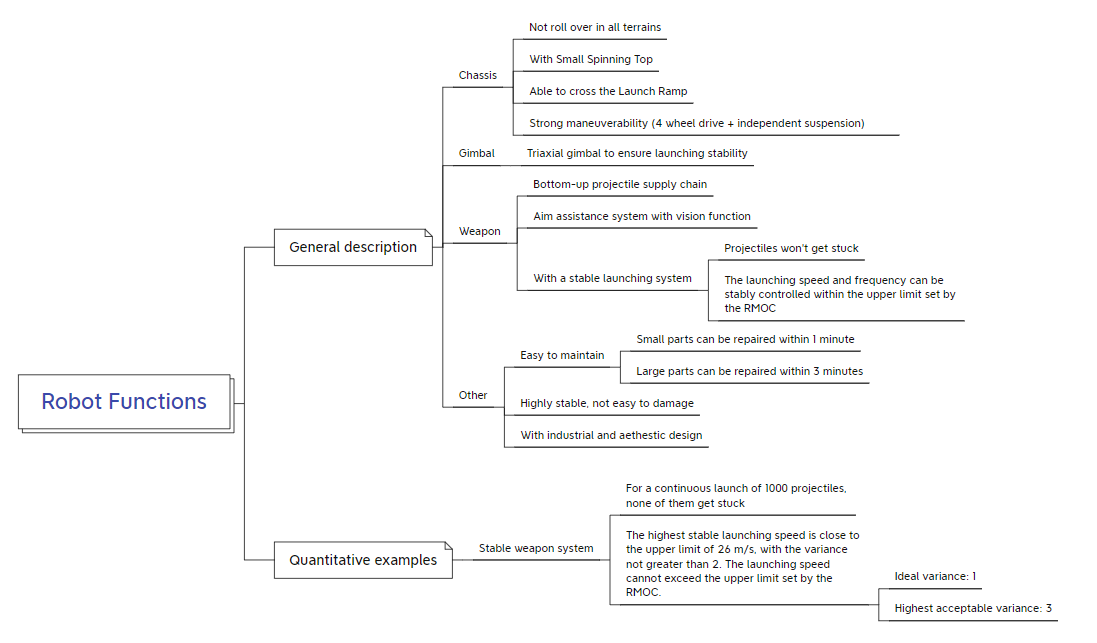 Robot Functions
General description
Chassis
Not roll over in all terrains
With Small Spinning Top
Able to cross the Launch Ramp
Strong maneuverability (4 wheel drive + independent suspension)
Gimbal
Triaxial gimbal to ensure launching stability
Weapon
Bottom-up projectile supply chain
Aim assistance system with vision function
With a stable launching system
Projectiles won't get stuck
The launching speed and frequency can be
stably controlled within the upper limit set by
the RMOC
Other
Easy to maintain
Small parts can be repaired within 1 minute
Large parts can be repaired within 3 minutes
Highly stable, not easy to damage
With industrial and aethestic design
Quantitative examples
Stable weapon system
For a continuous launch of 1000 projectiles,
none of them get stuck
The highest stable launching speed is close to
the upper limit of 26 m/s, with the variance
not greater than 2. The launching speed
cannot exceed the upper limit set by the
RMOC.
Ideal variance: 1
Highest acceptable variance: 3